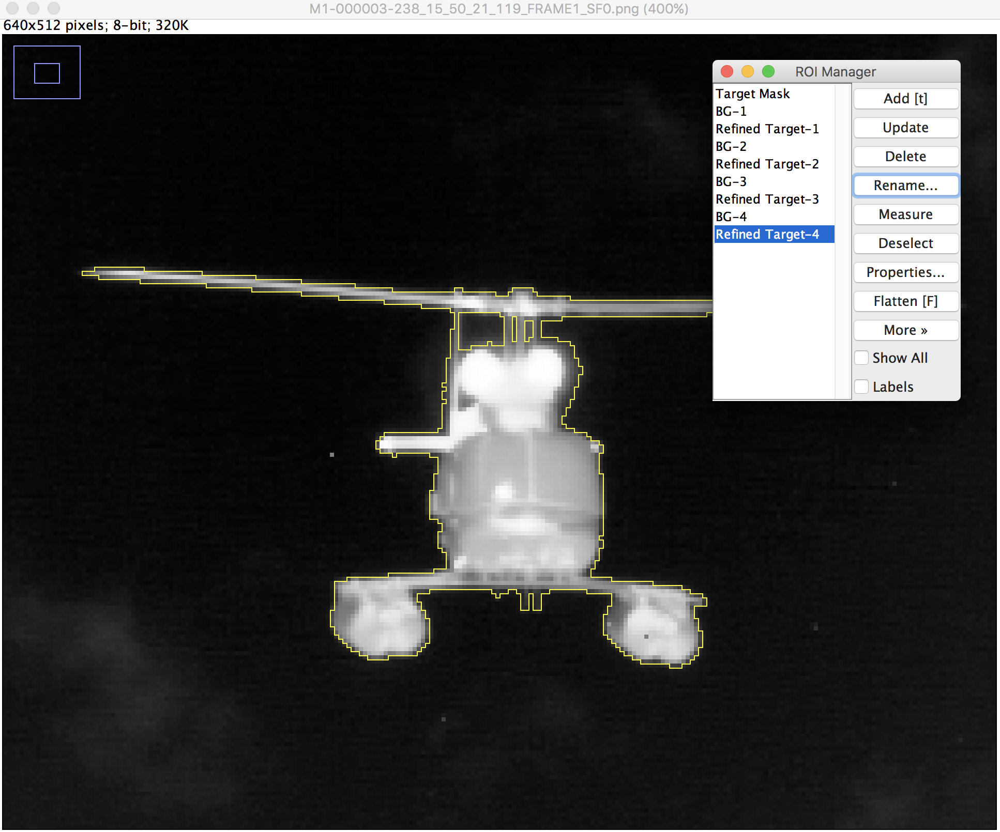 M1-000003-238_15_50_21_119_FRAME1_SF0.png (400%)
640x512 pixels; 8-bit; 320K
ROI Manager
Target Mask
BG-1
Refined Target-1
BG-2
Refined Target-2
BG-3
Refined Target-3
BG-4
Refined Target-4
Add [t]
Update
Delete
Rename...
Measure
Deselect
Properties...
Flatten [F]
More »
Show All
Labels